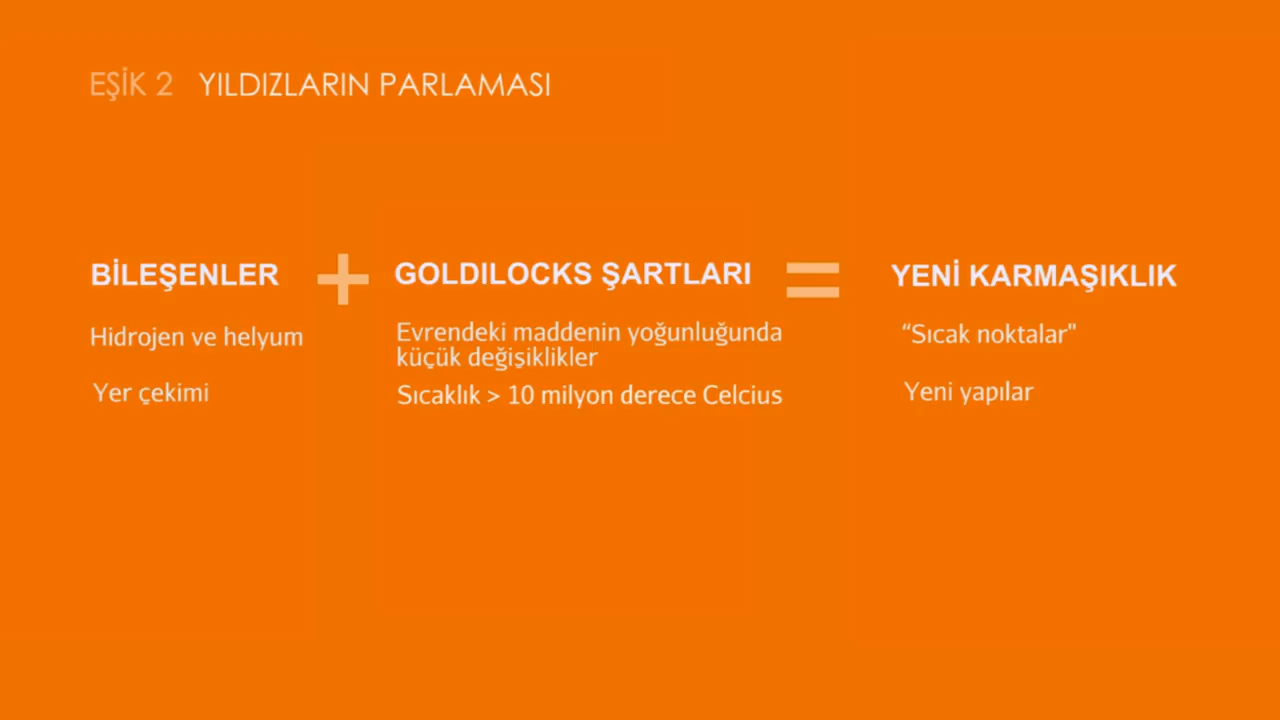 EŞİK 2 YILDIZLARIN PARLAMASI
BİLEŞENLER + GOLDILOCKS ŞARTLARI = YENİ KARMAŞIKLIK
Hidrojen ve helyum
Yer çekimi
Evrendeki maddenin yoğunluğunda
küçük değişiklikler
Sıcaklık > 10 milyon derece Celcius
“Sıcak noktalar"
Yeni yapılar